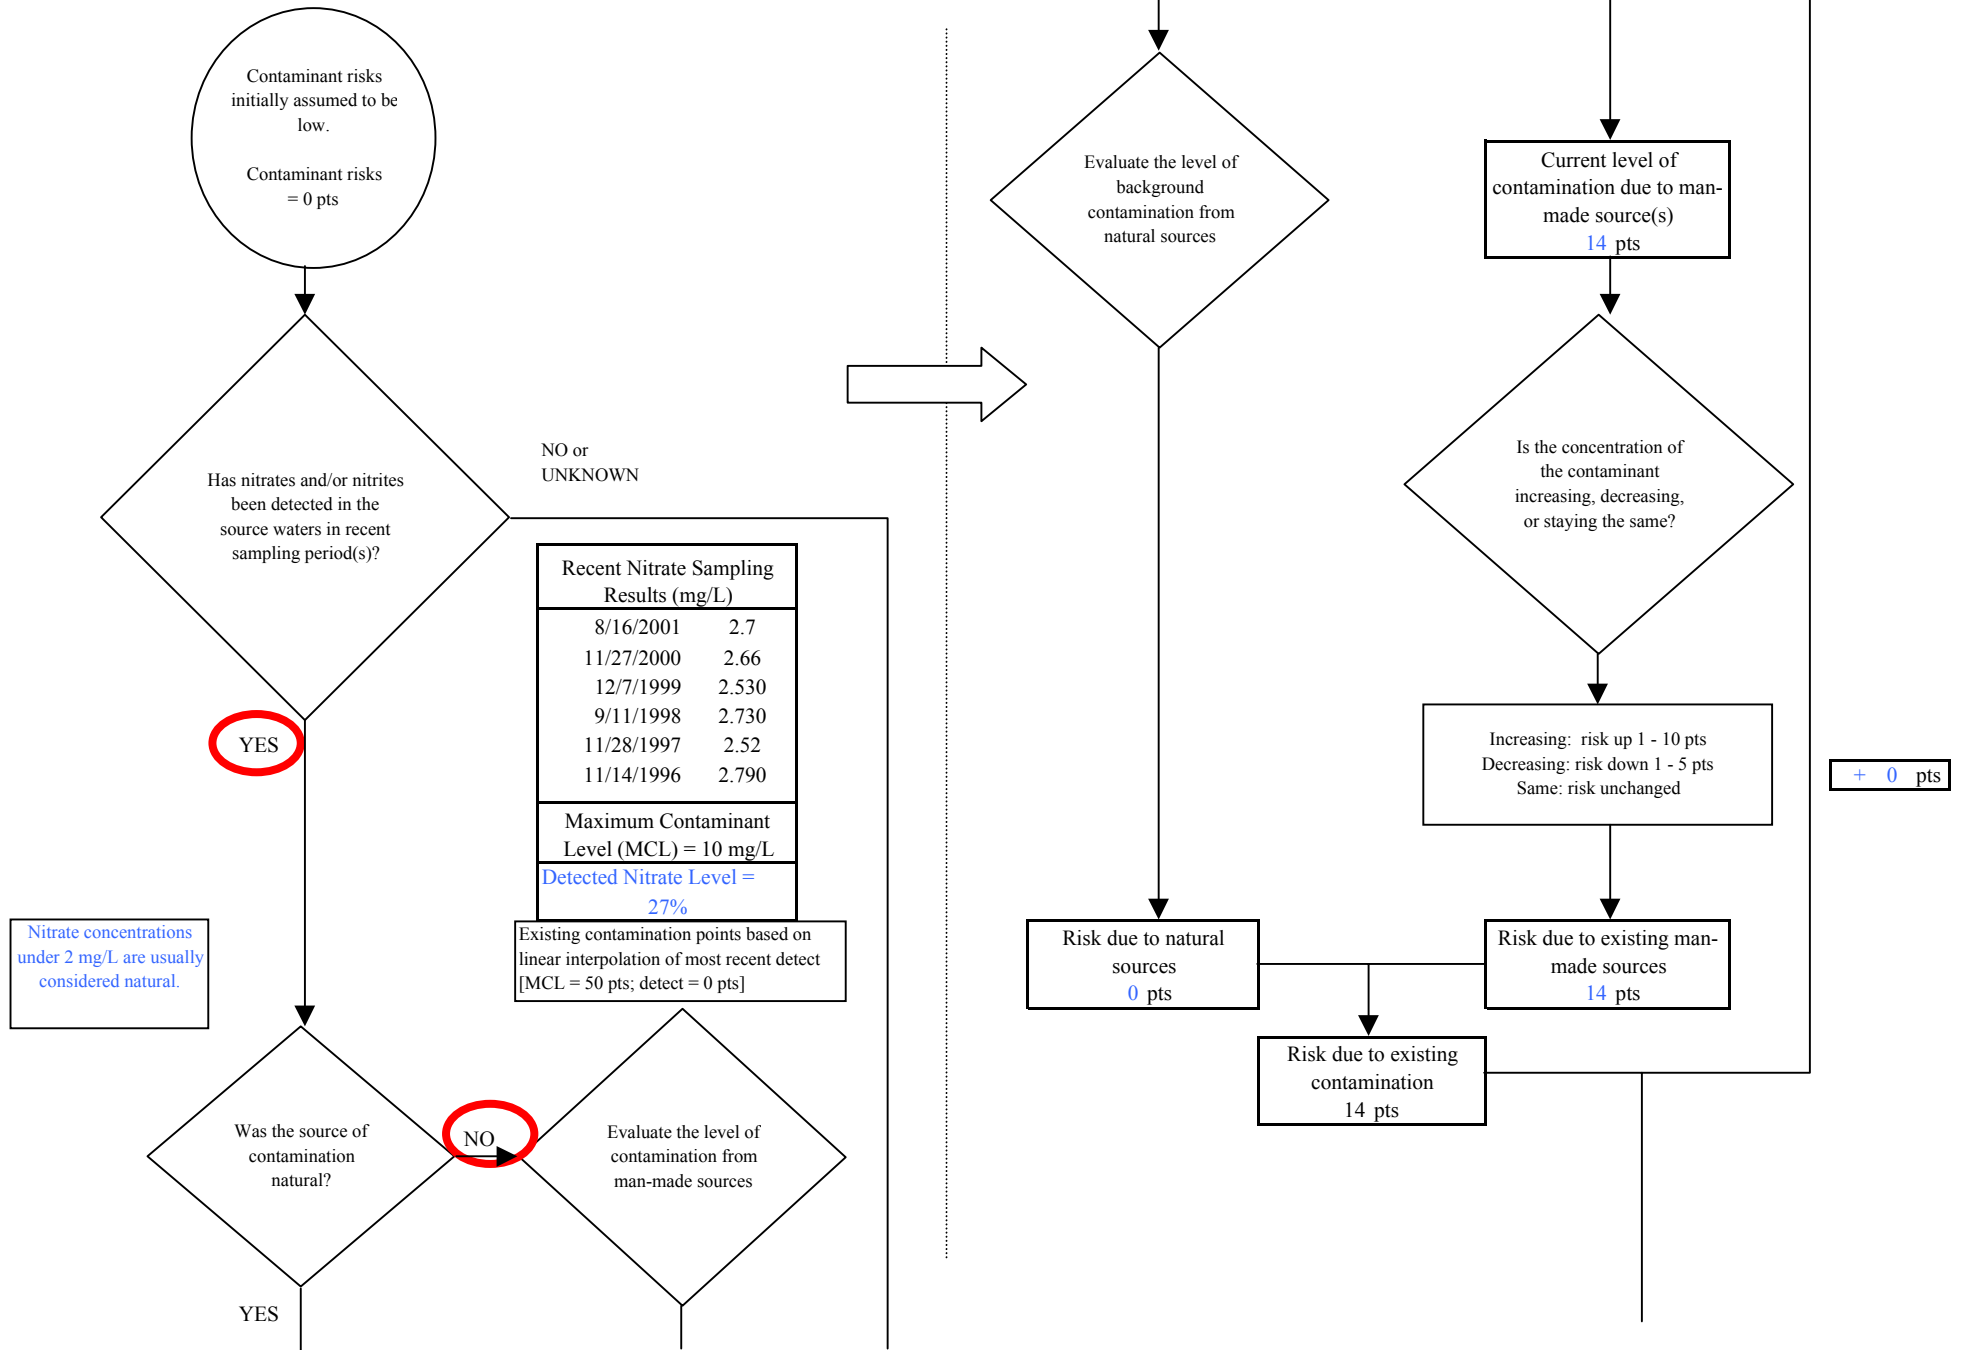 Contaminant risks
initially assumed to be
low.
Contaminant risks
= 0 pts
Has nitrates and/or nitrites
been detected in the
source waters in recent
sampling period(s)?
NO or
UNKNOWN
YES
Recent Nitrate Sampling
Results (mg/L)
8/16/2001 2.7
11/27/2000 2.66
12/7/1999 2.530
9/11/1998 2.730
11/28/1997 2.52
11/14/1996 2.790
Maximum Contaminant
Level (MCL) = 10 mg/L
Detected Nitrate Level =
27%
Existing contamination points based on
linear interpolation of most recent detect
[MCL = 50 pts; detect = 0 pts]
Nitrate concentrations
under 2 mg/L are usually
considered natural.
Was the source of
contamination
natural?
NO
Evaluate the level of
contamination from
man-made sources
YES
Evaluate the level of
background
contamination from
natural sources
Current level of
contamination due to man-
made source(s)
14 pts
Is the concentration of
the contaminant
increasing, decreasing,
or staying the same?
Increasing: risk up 1 - 10 pts
Decreasing: risk down 1 - 5 pts
Same: risk unchanged
+ 0 pts
Risk due to natural
sources
0 pts
Risk due to existing man-
made sources
14 pts
Risk due to existing
contamination
14 pts